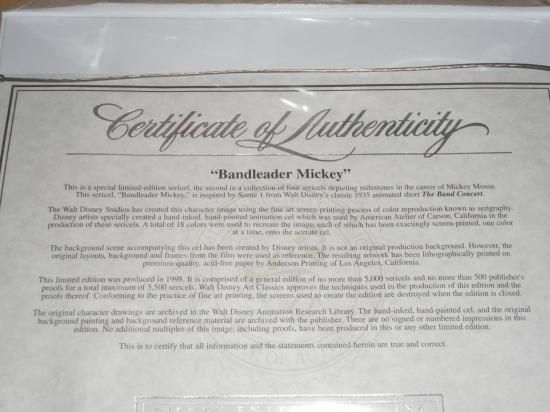 Certificate of Authenticity
“Bandleader Mickey”
This is a special limited-edition sericel, the second in a collection of four sericels depicting milestones in the career of Mickey Mouse.
This sericel, “Bandleader Mickey,” is inspired by Scene 1 from Walt Disney's classic 1935 animated short The Band Concert.
The Walt Disney Studios has created this character image using the fine art screen-printing process of color reproduction known as serigraphy.
Disney artists specially created a hand-inked, hand-painted animation cel which was used by American Atelier of Carson, California in the
production of these sericels. A total of 18 colors were used to recreate the image, each of which has been exactingly screen-printed, one color
at a time, onto the acetate cel.
The background scene accompanying this cel has been created by Disney artists. It is not an original production background. However, the
original layouts, background and frames from the film were used as reference. The resulting artwork has been lithographically printed on
premium-quality, acid-free paper by Anderson Printing of Los Angeles, California.
This limited edition was produced in 1998. It is comprised of a general edition of no more than 5,000 sericels and no more than 500 publisher's
proofs for a total maximum of 5,500 sericels. Walt Disney Art Classics approves the techniques used in the production of this edition and the
proofs thereof. Conforming to the practice of fine art printing, the screens used to create the edition are destroyed when the edition is closed.
The original character drawings are archived in the Walt Disney Animation Research Library. The hand-inked, hand-painted cel, and the original
background painting and background reference material are archived with the publisher. There are no signed or numbered impressions in this
edition. No additional multiples of this image, including proofs, have been produced in this or any other limited edition.
This is to certify that all information and the statements contained herein are true and correct.